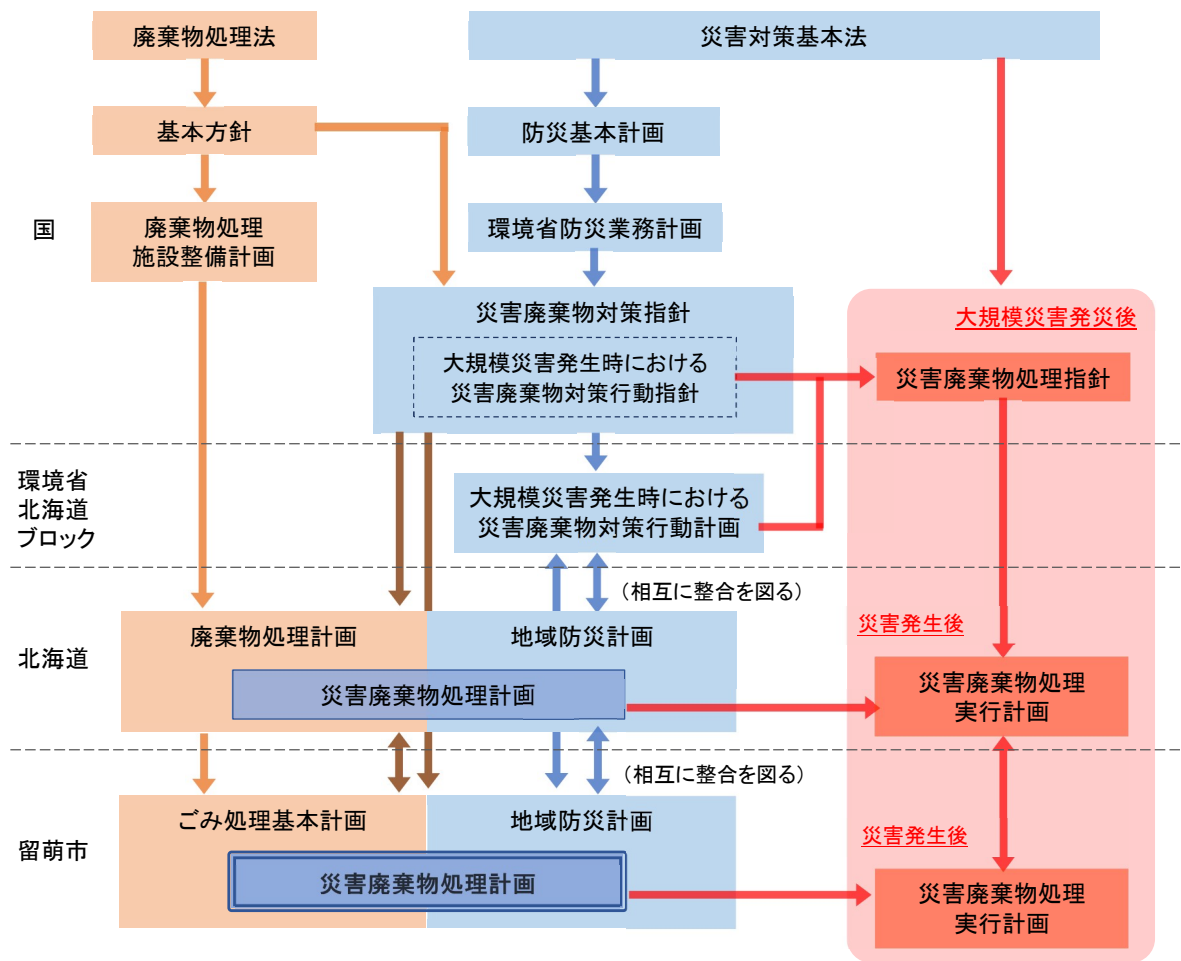 廃棄物処理法
災害対策基本法
基本方針
防災基本計画
国
廃棄物処理
施設整備計画
環境省防災業務計画
災害廃棄物対策指針
大規模災害発生時における
災害廃棄物対策行動指針
大規模災害発災後
災害廃棄物処理指針
環境省
北海道
ブロック
大規模災害発生時における
災害廃棄物対策行動計画
（相互に整合を図る）
北海道
廃棄物処理計画
地域防災計画
災害廃棄物処理計画
災害発生後
災害廃棄物処理
実行計画
（相互に整合を図る）
留萌市
ごみ処理基本計画
地域防災計画
災害廃棄物処理計画
災害発生後
災害廃棄物処理
実行計画